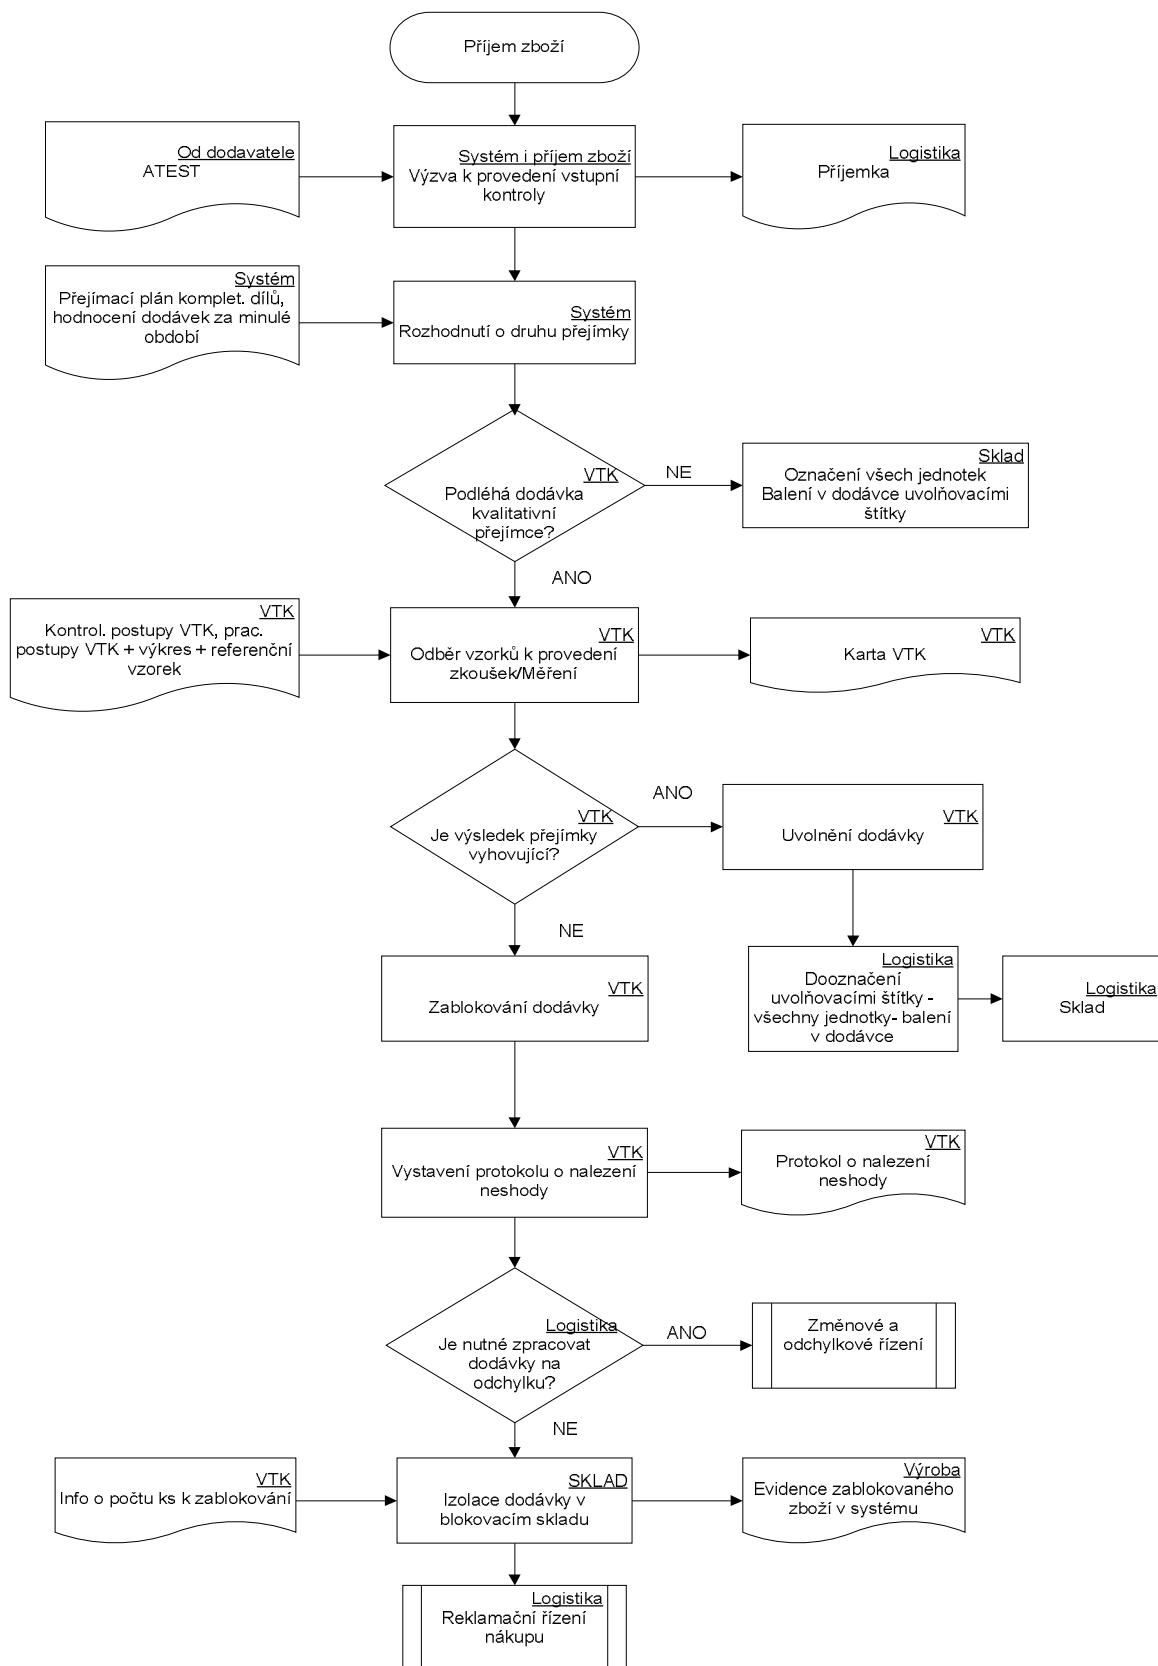 Příjem zboží
Od dodavatele
ATEST
Systém i příjem zboží
Výzva k provedení vstupní
kontroly
Logistika
Příjemka
Systém
Přejímací plán komplet. dílů,
hodnocení dodávek za minulé
období
Systém
Rozhodnutí o druhu přejímky
VTK
Podléhá dodávka
kvalitativní
přejímce?
NE
Sklad
Označení všech jednotek
Balení v dodávce uvolňovacími
štítky
ANO
VTK
Kontrol. postupy VTK, prac.
postupy VTK + výkres + referenční
vzorek
VTK
Odběr vzorků k provedení
zkoušek/Měření
VTK
Karta VTK
VTK
Je výsledek přejímky
vyhovující?
ANO
VTK
Uvolnění dodávky
NE
VTK
Zablokování dodávky
Logistika
Dooznačení
uvolňovacími štítky -
všechny jednotky- balení
v dodávce
Logistika
Sklad
VTK
Vystavení protokolu o nalezení
neshody
VTK
Protokol o nalezení
neshody
Logistika
Je nutné zpracovat
dodávky na
odchylku?
ANO
Změnové a
odchylkové řízení
NE
VTK
Info o počtu ks k zablokování
SKLAD
Izolace dodávky v
blokovacím skladu
Výroba
Evidence zablokovaného
zboží v systému
Logistika
Reklamační řízení
nákupu